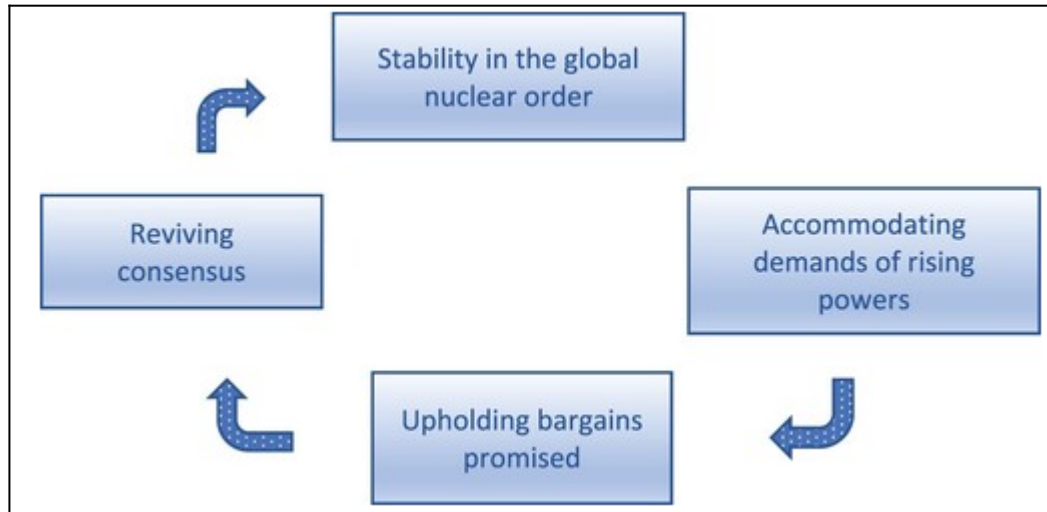 Stability in the global
nuclear order
Reviving
consensus
Accommodating
demands of rising
powers
Upholding bargains
promised